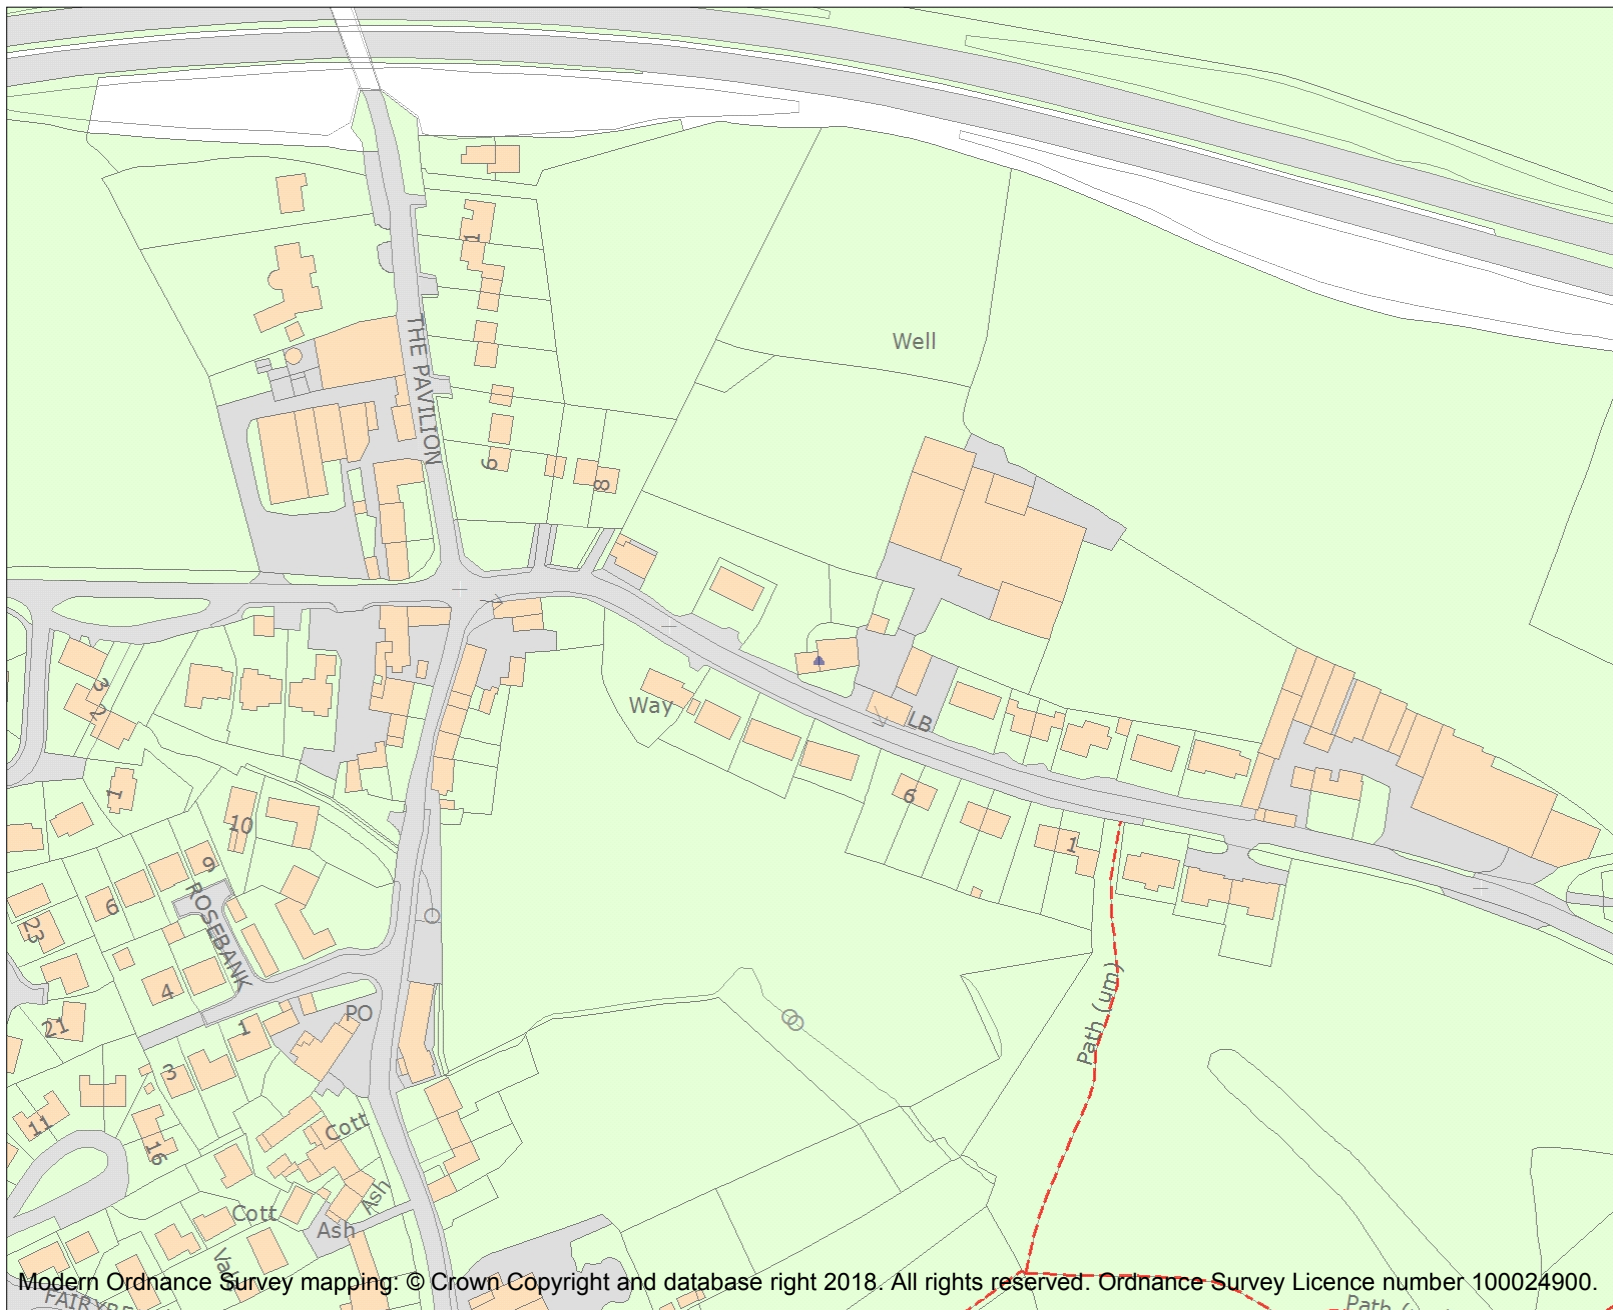 Well
THE PAVILION
1
9
8
3
2
Way
LB
1
10
6
1
9
6
ROSEBANK
23
4
PO
21
1
Path (um)
3
Cott
11
16
Ash
Cott
Ash
Modern Ordnance Survey mapping: © Crown Copyright and database right 2018. All rights reserved. Ordnance Survey Licence number 100024900.
Path